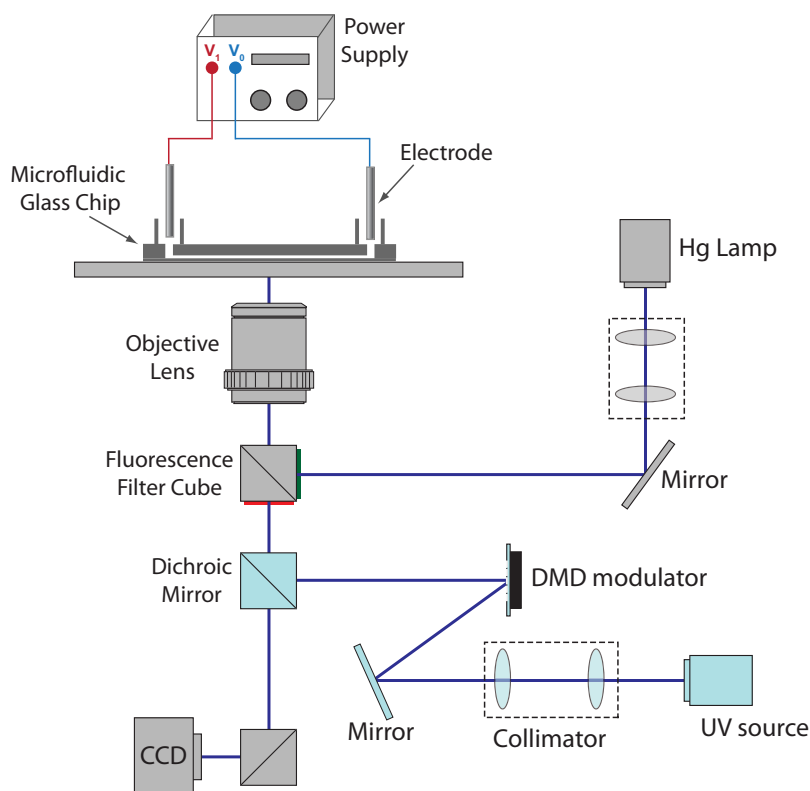 Power
Supply
V1 V0
Electrode
Microfluidic
Glass Chip
Hg Lamp
Objective
Lens
Fluorescence
Filter Cube
Mirror
Dichroic
Mirror
DMD modulator
Mirror
Collimator
UV source
CCD